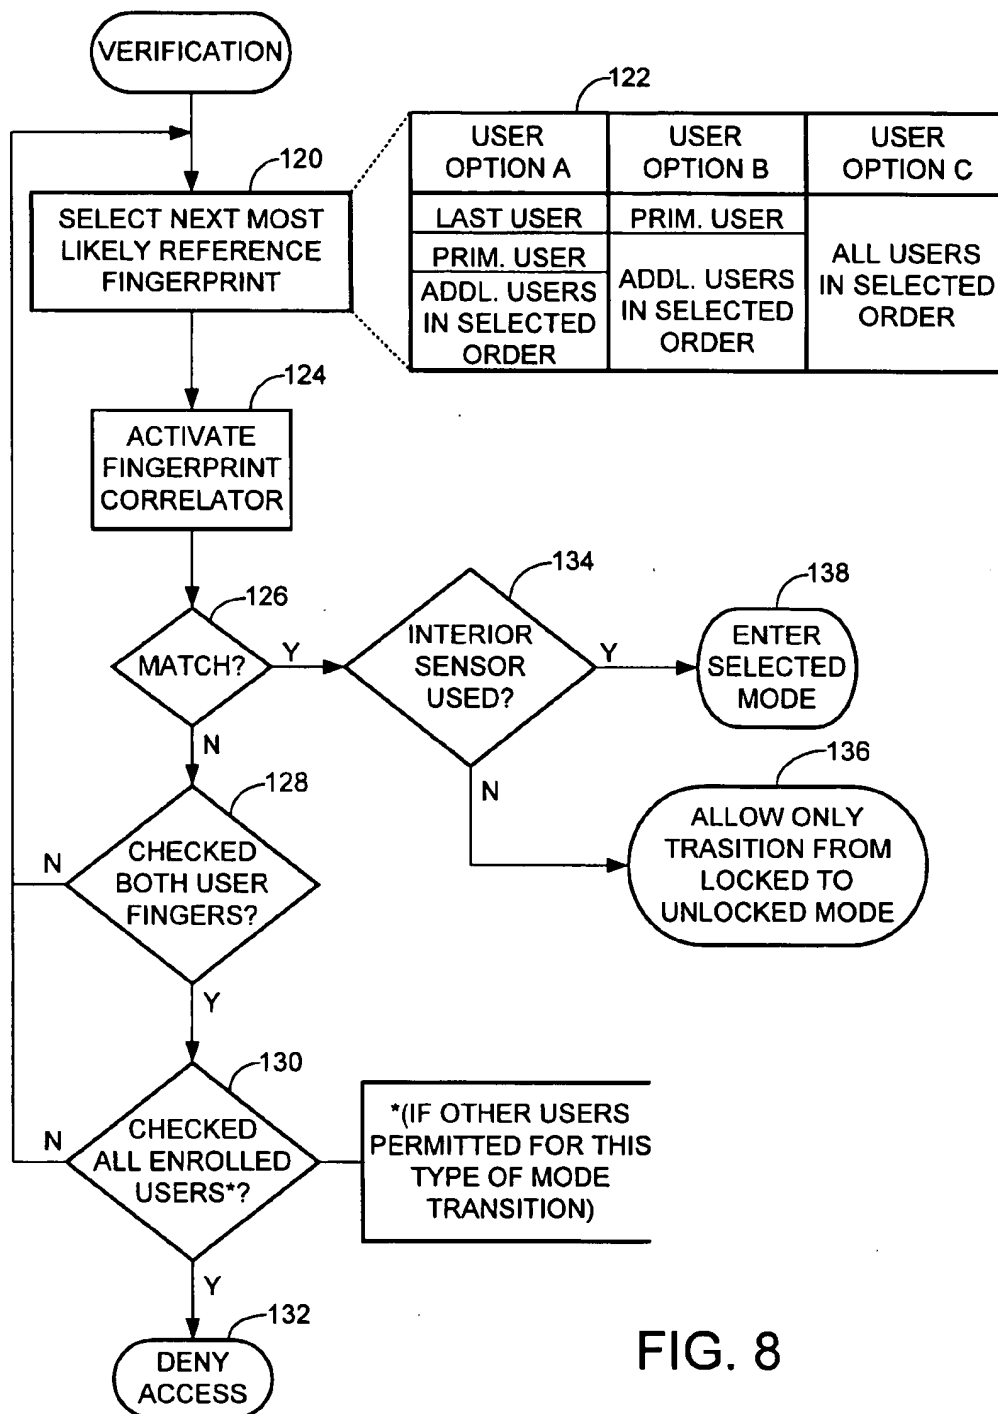 VERIFICATION
122
120
SELECT NEXT MOST
LIKELY REFERENCE
FINGERPRINT
USER
OPTION A
USER
OPTION B
USER
OPTION C
LAST USER
PRIM. USER
ADDL. USERS
IN SELECTED
ORDER
PRIM. USER
ADDL. USERS
IN SELECTED
ORDER
ALL USERS
IN SELECTED
ORDER
124
ACTIVATE
FINGERPRINT
CORRELATOR
126
MATCH?
Y
N
134
INTERIOR
SENSOR
USED?
Y
N
138
ENTER
SELECTED
MODE
136
ALLOW ONLY
TRASITION FROM
LOCKED TO
UNLOCKED MODE
128
CHECKED
BOTH USER
FINGERS?
N
Y
130
CHECKED
ALL ENROLLED
USERS*?
N
Y
*(IF OTHER USERS
PERMITTED FOR THIS
TYPE OF MODE
TRANSITION)
132
DENY
ACCESS
FIG. 8